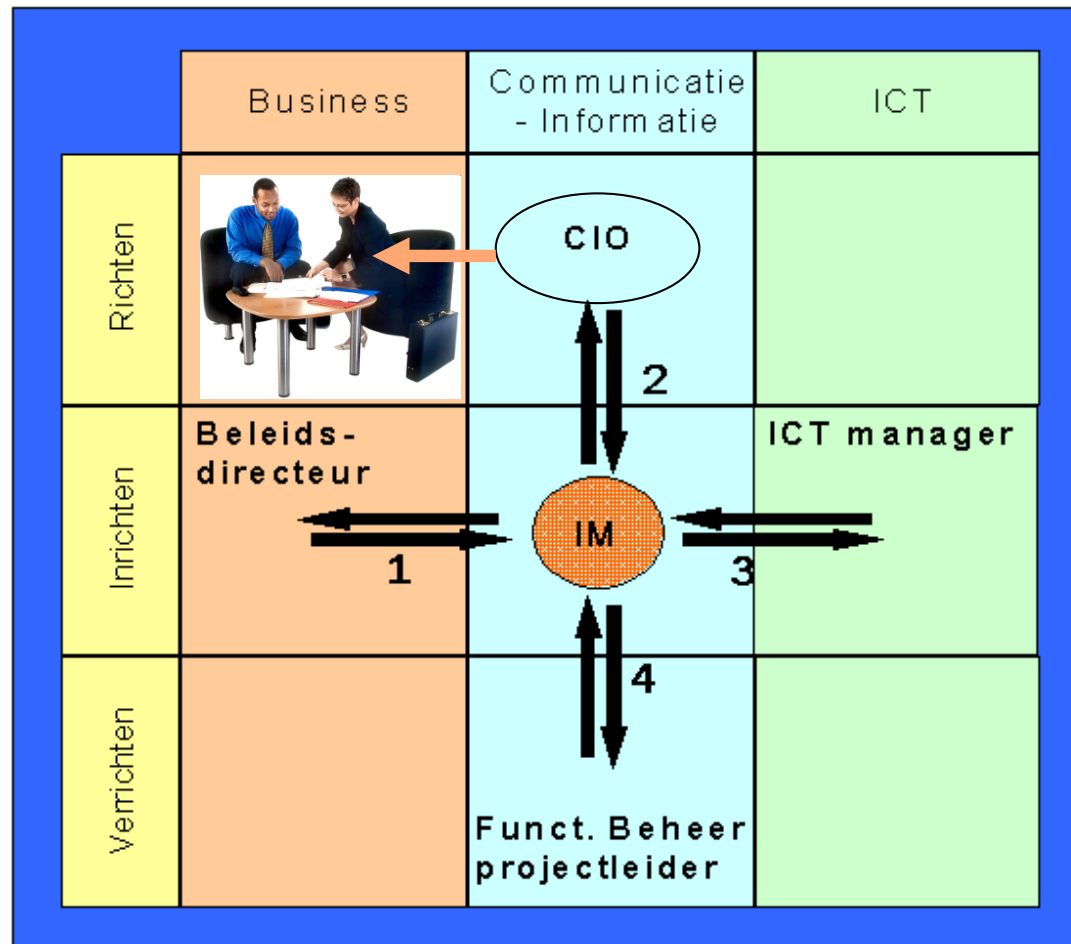 Business
Communicatie
- Informatie
ICT
Richten
CIO
2
Inrichten
Beleids-
directeur
ICT manager
IM
1
3
Verrichten
4
Funct. Beheer
projectleider